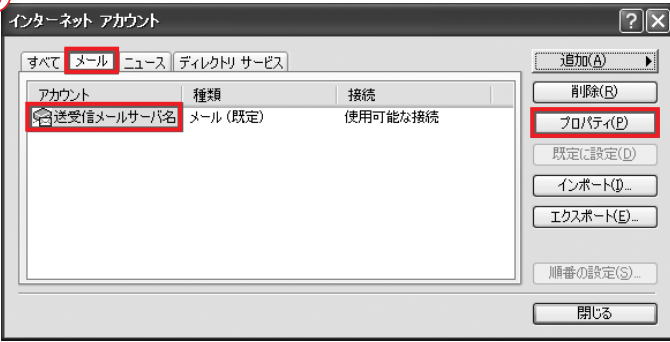 インターネット アカウント
すべて メール ニュース ディレクトリ サービス
アカウント 種類 接続
送受信メールサーバ名 メール (既定) 使用可能な接続
追加(A)
削除(R)
プロパティ(P)
既定に設定(D)
インポート(I)...
エクスポート(E)...
順番の設定(S)...
閉じる